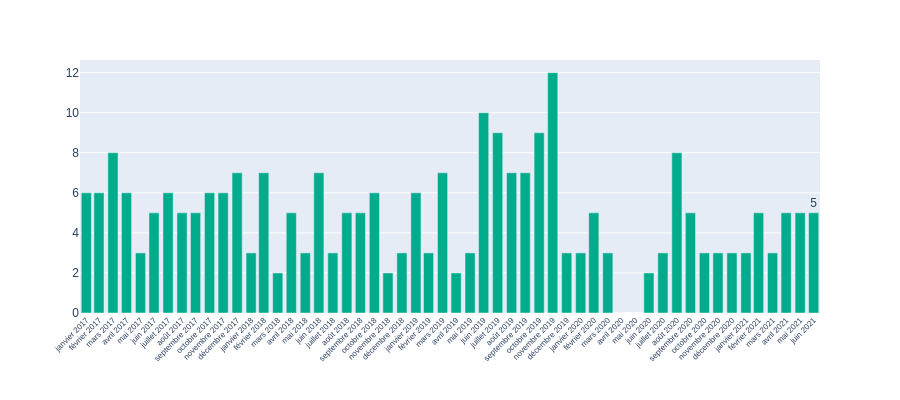 12
10
8
6
4
2
0
5
janvier 2017
février 2017
mars 2017
avril 2017
mai 2017
juin 2017
juillet 2017
août 2017
septembre 2017
octobre 2017
novembre 2017
décembre 2017
janvier 2018
février 2018
mars 2018
avril 2018
mai 2018
juin 2018
juillet 2018
août 2018
septembre 2018
octobre 2018
novembre 2018
décembre 2018
janvier 2019
février 2019
mars 2019
avril 2019
mai 2019
juin 2019
juillet 2019
août 2019
septembre 2019
octobre 2019
novembre 2019
décembre 2019
janvier 2020
février 2020
mars 2020
avril 2020
mai 2020
juin 2020
juillet 2020
août 2020
septembre 2020
octobre 2020
novembre 2020
décembre 2020
janvier 2021
février 2021
mars 2021
avril 2021
mai 2021
juin 2021